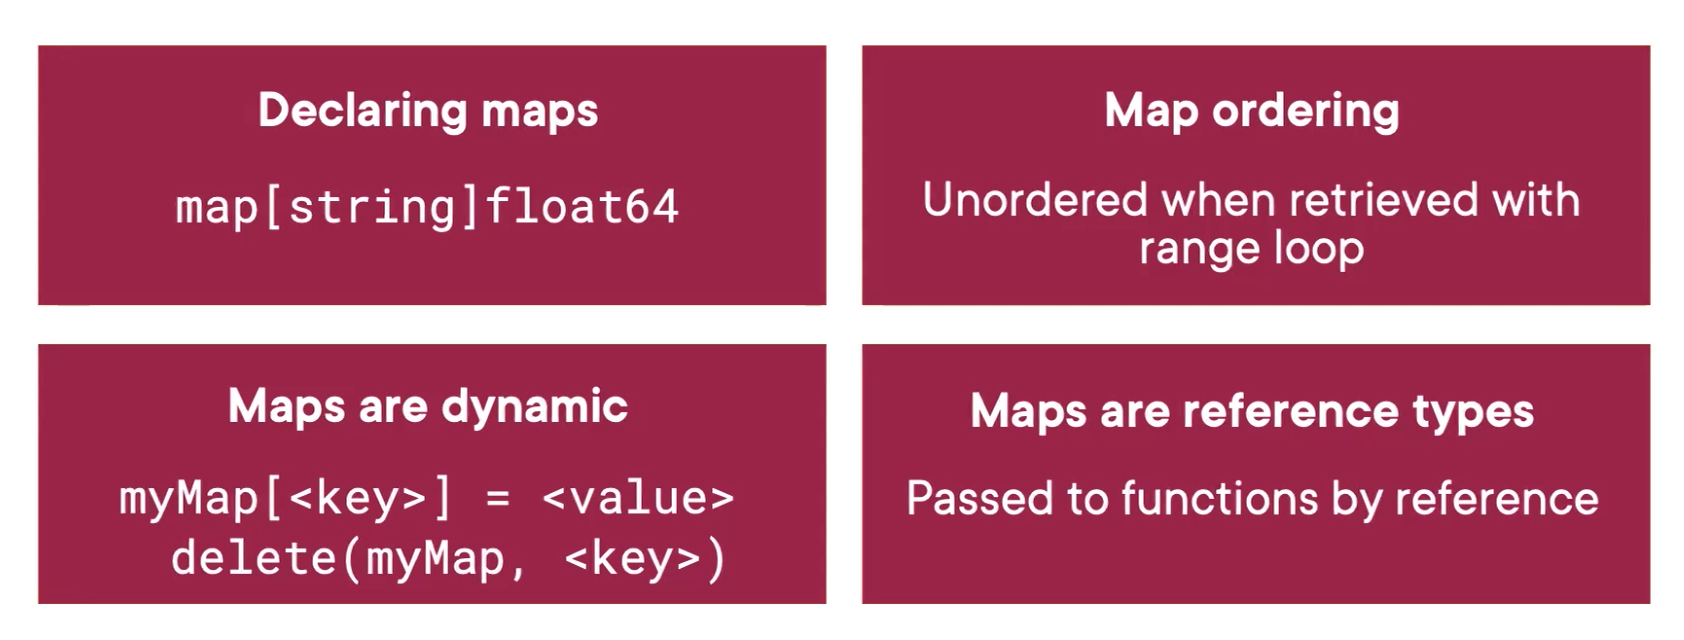 Declaring maps
map[string]float64
Map ordering
Unordered when retrieved with
range loop
Maps are dynamic
myMap[<key>] = <value>
delete(myMap, <key>)
Maps are reference types
Passed to functions by reference